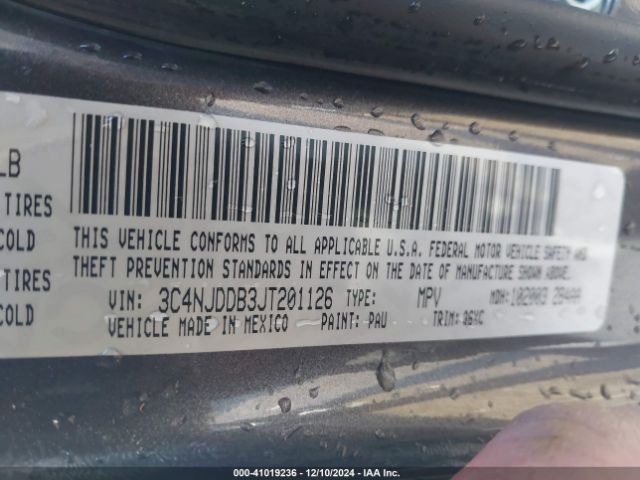 LB
TIRES
COLD
TIRES
COLD
THIS VEHICLE CONFORMS TO ALL APPLICABLE U.S.A. FEDERAL MOTOR VEHICLE SAFETY AND
THEFT PREVENTION STANDARDS IN EFFECT ON THE DATE OF MANUFACTURE SHOWN ABOVE.
VIN: 3C4NJDDB3JT201126 TYPE: MPV MDH:
VEHICLE MADE IN MEXICO PAINT: PAU TRIM:
000-41019236 - 12/10/2024 - IAA Inc.